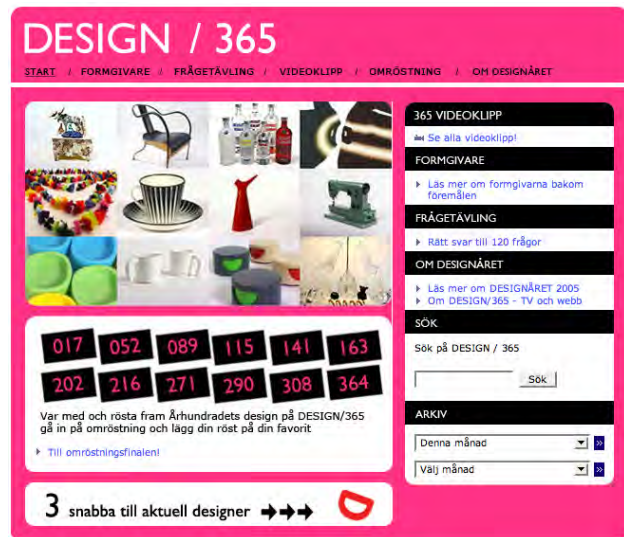 DESIGN / 365
START / FORMGIVARE / FRÅGETÄVLING / VIDEOKLIPP / OMRÖSTNING / OM DESIGNÅRET
017 052 089 115 141 163
202 216 271 290 308 364
Var med och rösta fram Århundradets design på DESIGN/365
gå in på omröstning och lägg din röst på din favorit
Till omröstningsfinalen!
3 snabba till aktuell designer
365 VIDEOKLIPP
Se alla videoklipp!
FORMGIVARE
Läs mer om formgivarna bakom
föremålen
FRÅGETÄVLING
Rätt svar till 120 frågor
OM DESIGNÅRET
Läs mer om DESIGNÅRET 2005
Om DESIGN/365 - TV och webb
SÖK
Sök på DESIGN / 365
Sök
ARKIV
Denna månad »
Välj månad »